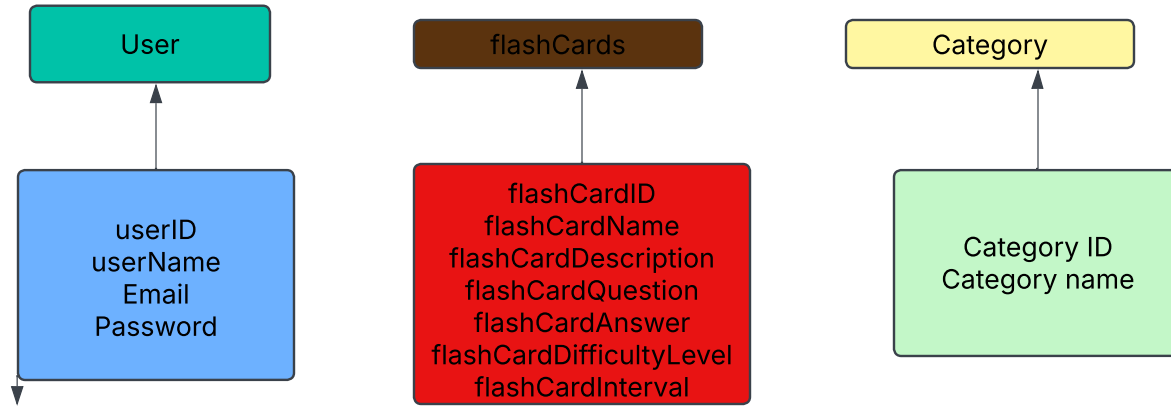 User
userID
userName
Email
Password
flashCards
flashCardID
flashCardName
flashCardDescription
flashCardQuestion
flashCardAnswer
flashCardDifficultyLevel
flashCardInterval
Category
Category ID
Category name